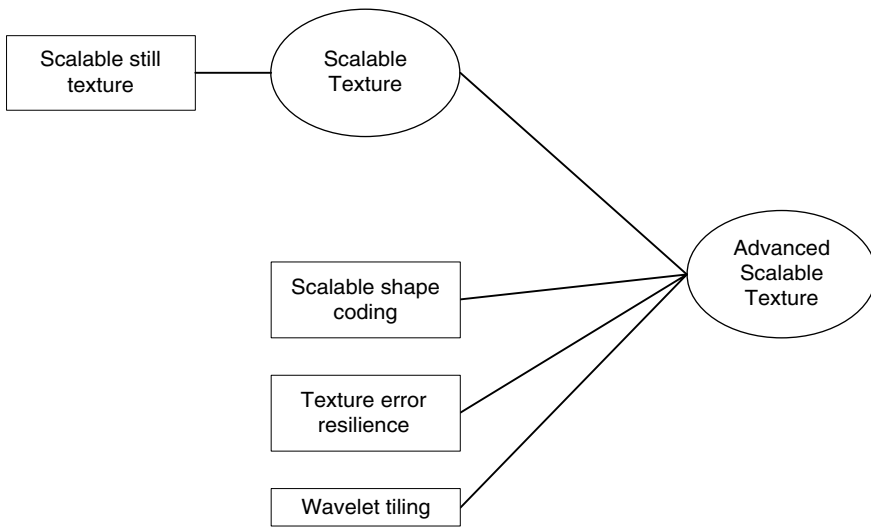 Scalable still
texture
Scalable
Texture
Advanced
Scalable
Texture
Scalable shape
coding
Texture error
resilience
Wavelet tiling